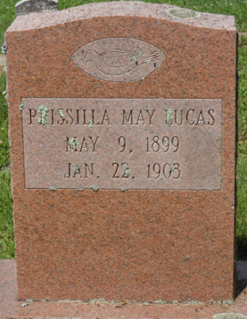 PRISSILLA MAY LUCAS
MAY 9, 1899
JAN. 22, 1903